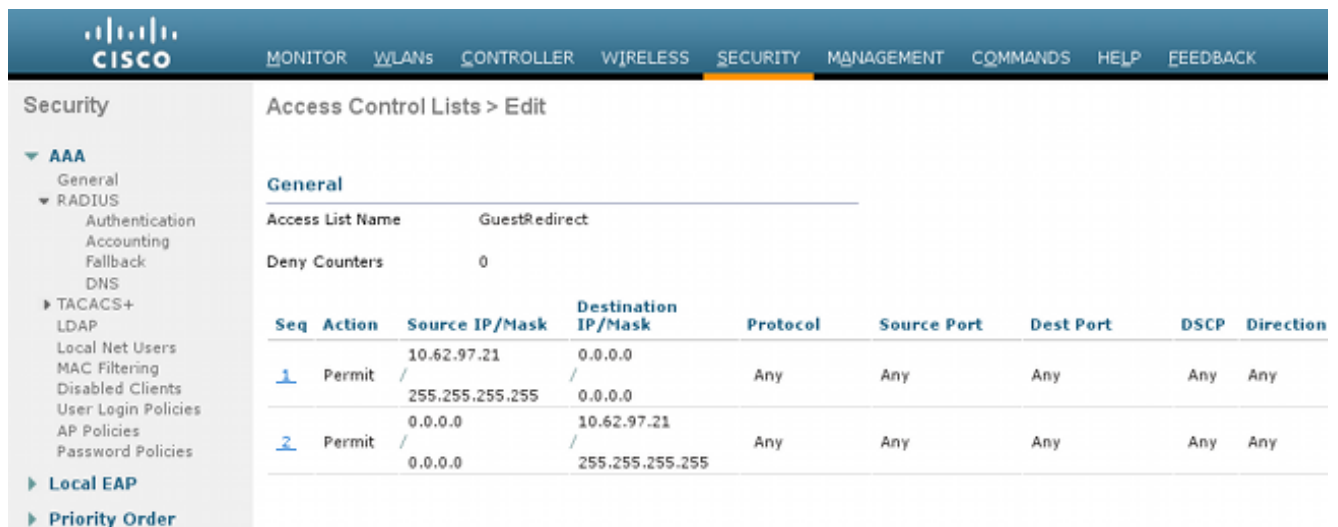 CISCO
MONITOR WLANs CONTROLLER WIRELESS SECURITY MANAGEMENT COMMANDS HELP FEEDBACK
Security
AAA
General
RADIUS
Authentication
Accounting
Fallback
DNS
TACACS+
LDAP
Local Net Users
MAC Filtering
Disabled Clients
User Login Policies
AP Policies
Password Policies
Local EAP
Priority Order
Access Control Lists > Edit
General
Access List Name GuestRedirect
Deny Counters 0
Seq Action Source IP/Mask Destination IP/Mask Protocol Source Port Dest Port DSCP Direction
1 Permit 10.62.97.21 / 255.255.255.255 0.0.0.0 / 0.0.0.0 Any Any Any Any Any
2 Permit 0.0.0.0 / 0.0.0.0 10.62.97.21 / 255.255.255.255 Any Any Any Any Any